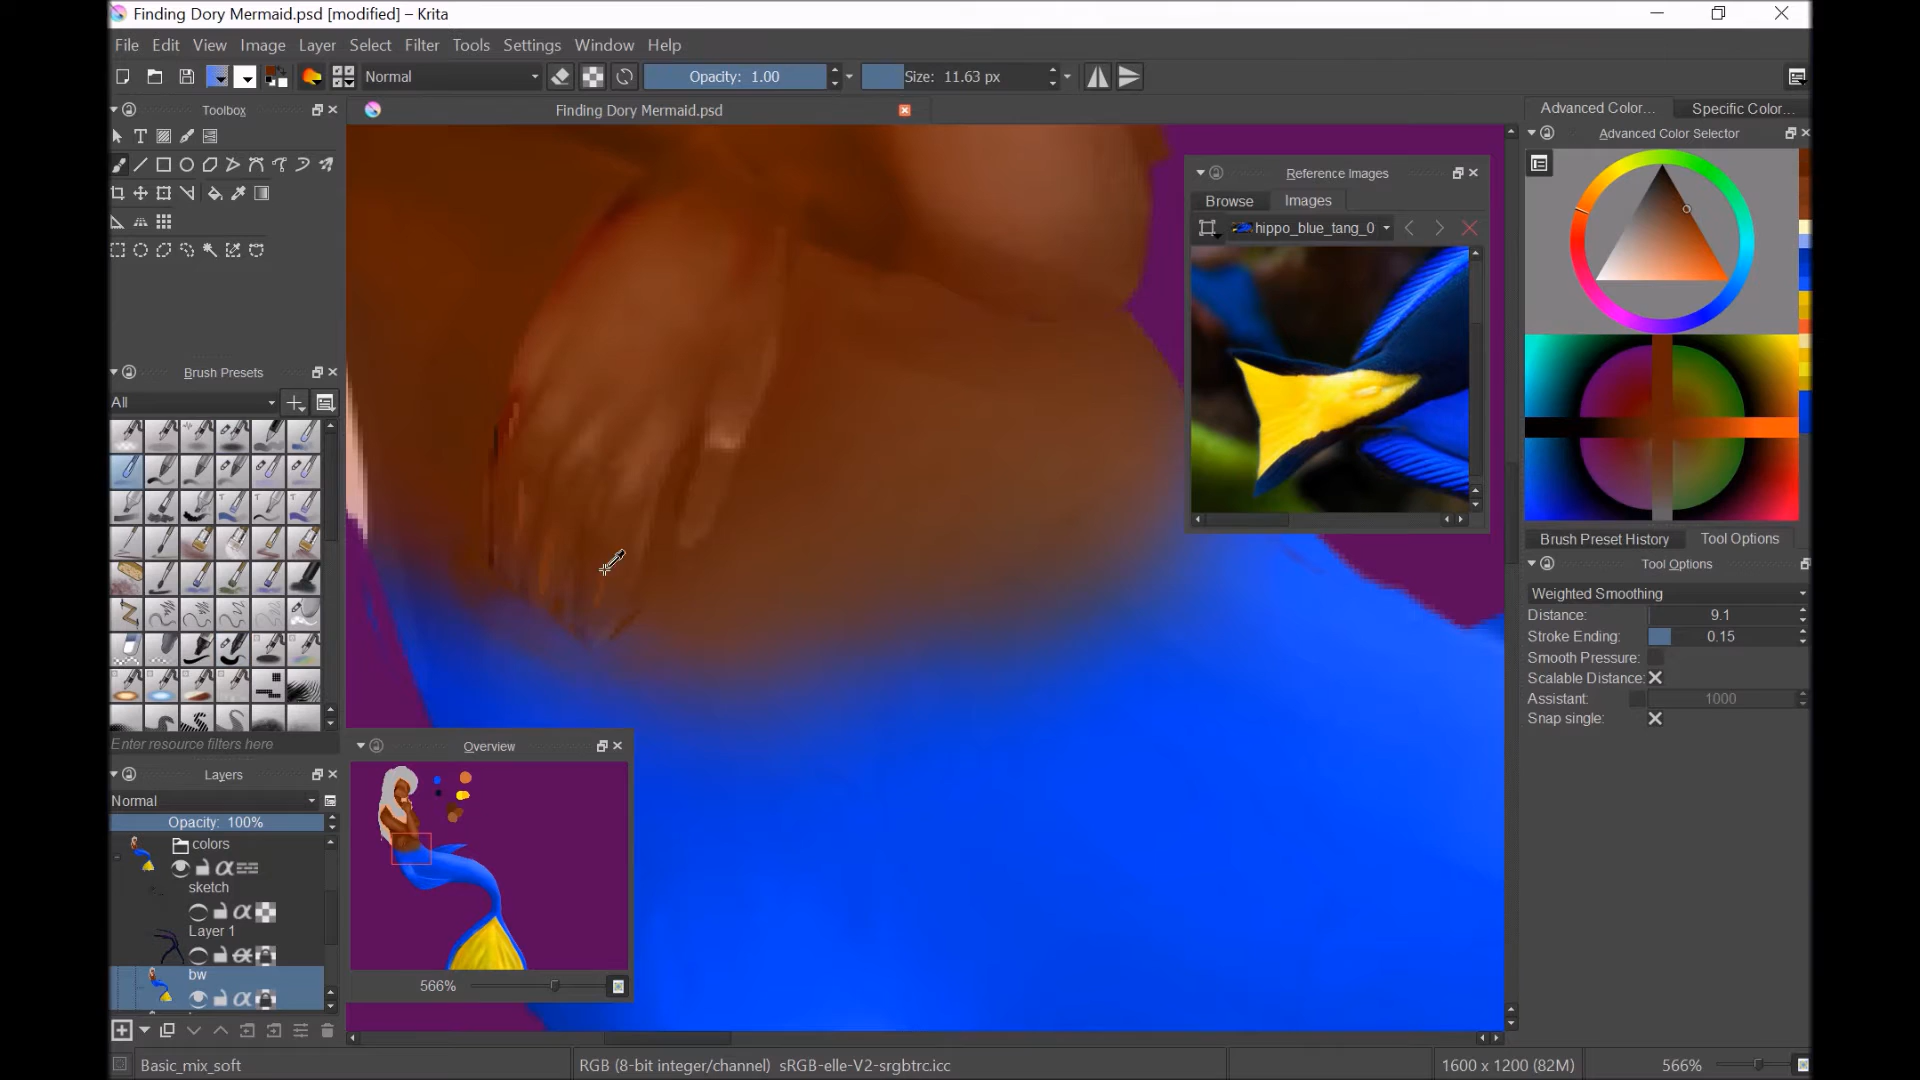 Finding Dory Mermaid.psd [modified] – Krita
File Edit View Image Layer Select Filter Tools Settings Window Help
Normal Opacity: 1.00 Size: 11.63 px
Toolbox
Finding Dory Mermaid.psd
Advanced Color... Specific Color...
Advanced Color Selector
Reference Images
Browse Images
hippo_blue_tang_0
Brush Presets
All
Enter resource filters here
Brush Preset History Tool Options
Tool Options
Weighted Smoothing
Distance: 9.1
Stroke Ending: 0.15
Smooth Pressure:
Scalable Distance:
Assistant: 1000
Snap single:
Layers
Normal
Opacity: 100%
colors
sketch
Layer 1
bw
Overview
566%
Basic_mix_soft
RGB (8-bit integer/channel) sRGB-elle-V2-srgbtrc.icc
1600 x 1200 (82M)
566%